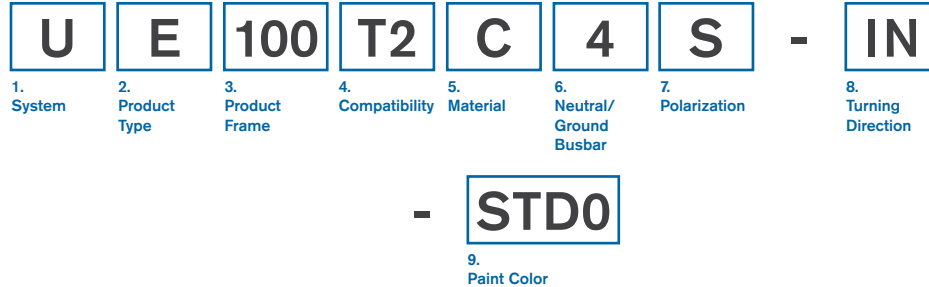 U E 100 T2 C 4 S - IN
1. 2. 3. 4. 5. 6. 7. 8.
System Product Product Compatibility Material Neutral/ Polarization Turning
Type Frame Ground Direction
Busbar
- STD0
9.
Paint Color